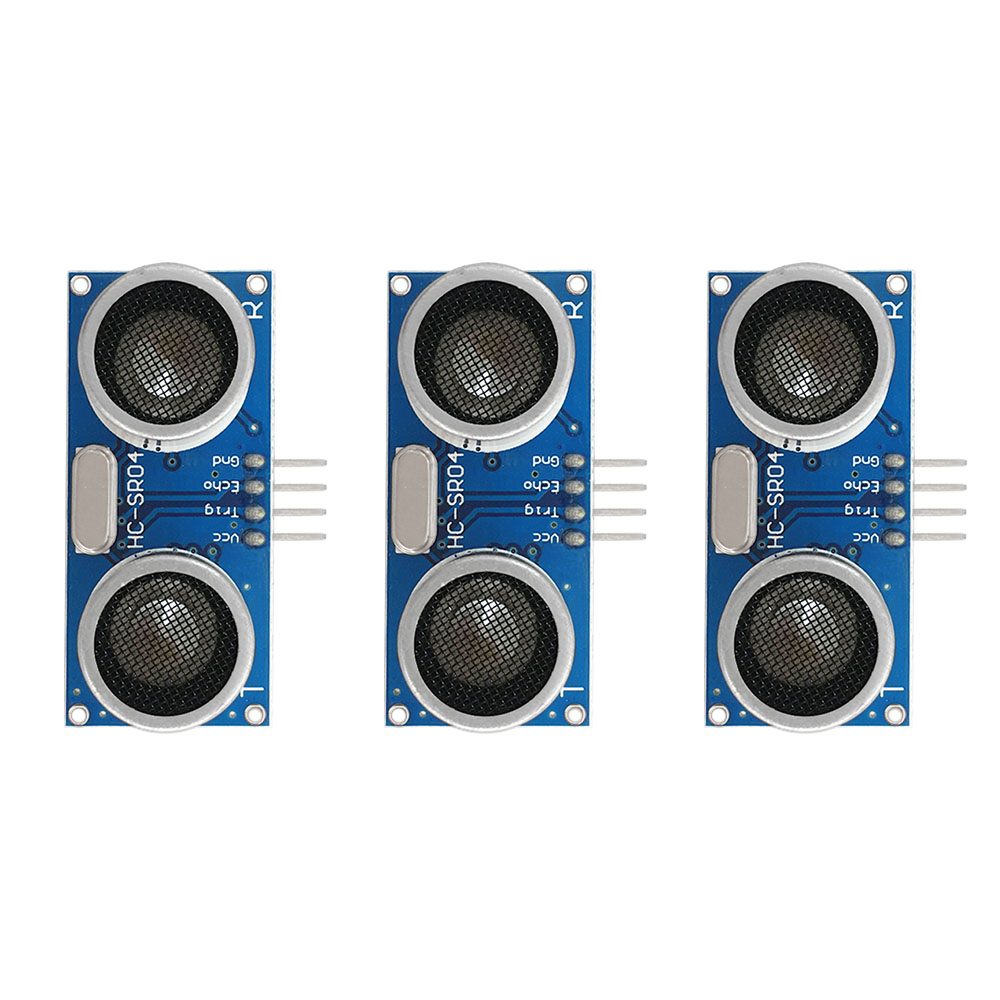 R
HC-SR04
Gnd
Echo
Trig
Vcc
T
R
HC-SR04
Gnd
Echo
Trig
Vcc
T
R
HC-SR04
Gnd
Echo
Trig
Vcc
T